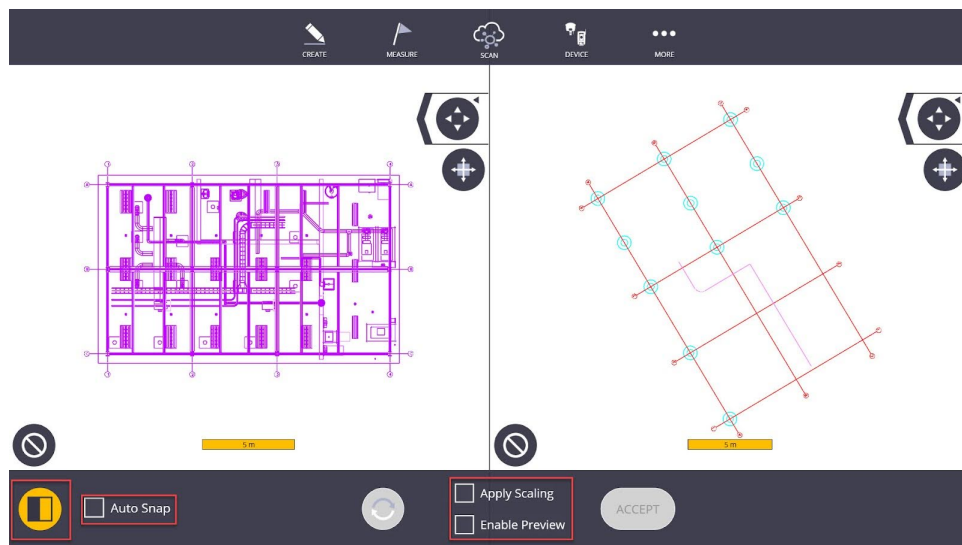 CREATE
MEASURE
SCAN
DEVICE
MORE
5 m
5 m
Auto Snap
Apply Scaling
Enable Preview
ACCEPT